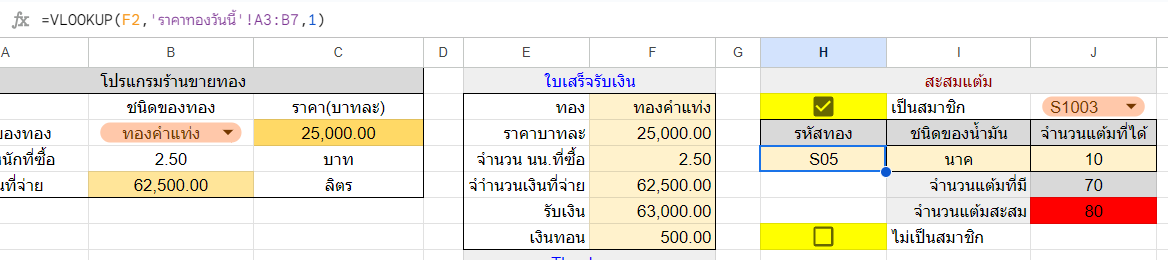 fx =VLOOKUP(F2,'ราคาทองวันนี้'!A3:B7,1)
A B C D E F G H I J
โปรแกรมร้านขายทอง ใบเสร็จรับเงิน สะสมแต้ม
ชนิดของทอง ราคา(บาทละ) ทอง ทองคำแท่ง เป็นสมาชิก S1003
ของทอง ทองคำแท่ง 25,000.00 ราคาบาทละ 25,000.00 รหัสทอง ชนิดของน้ำมัน จำนวนแต้มที่ได้
นักที่ซื้อ 2.50 บาท จำนวน นน.ที่ซื้อ 2.50 S05 นาค 10
นที่จ่าย 62,500.00 ลิตร จำำนวนเงินที่จ่าย 62,500.00 จำนวนแต้มที่มี 70
รับเงิน 63,000.00 จำนวนแต้มสะสม 80
เงินทอน 500.00 ไม่เป็นสมาชิก